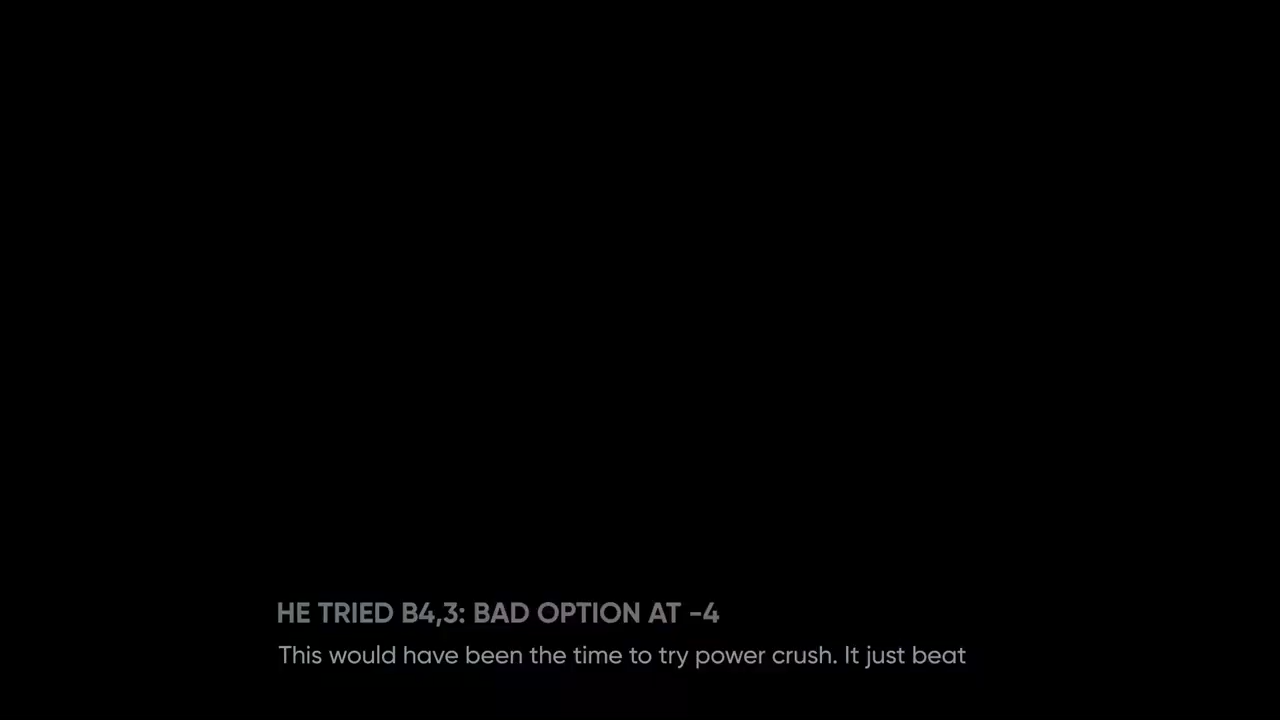 HE TRIED B4,3: BAD OPTION AT -4
This would have been the time to try power crush. It just beat